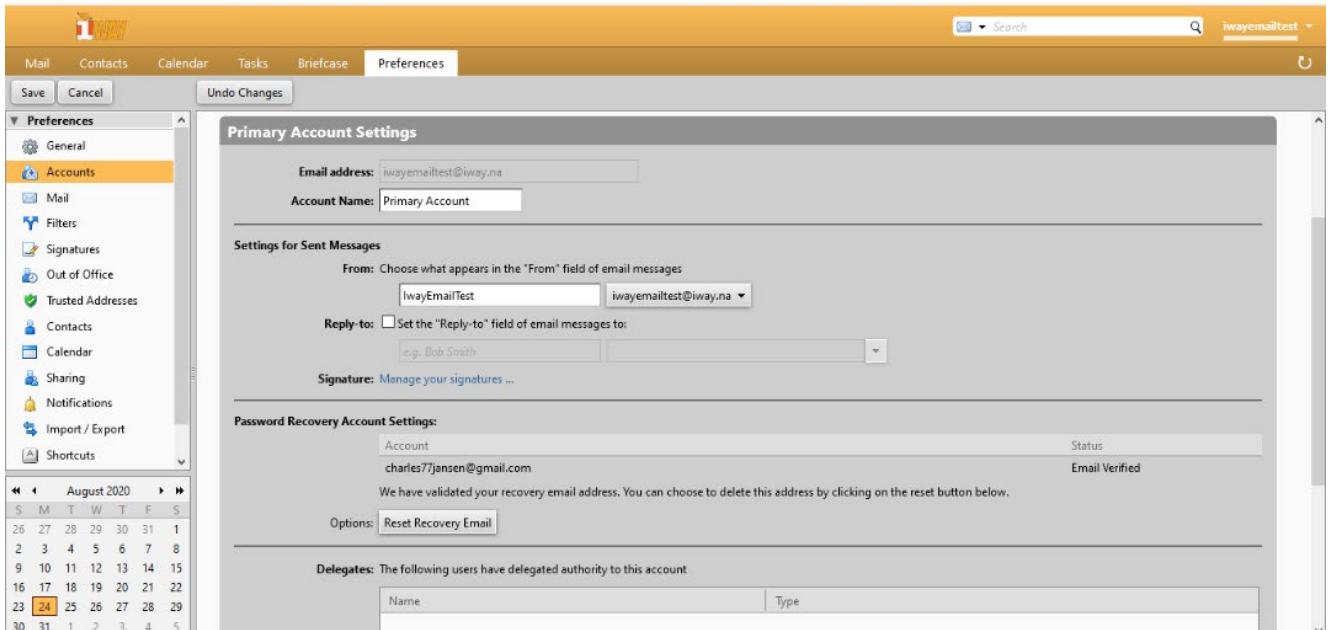 iway
Search
iwayemailtest
Mail Contacts Calendar Tasks Briefcase Preferences
Save Cancel Undo Changes
Preferences
General
Accounts
Mail
Filters
Signatures
Out of Office
Trusted Addresses
Contacts
Calendar
Sharing
Notifications
Import / Export
Shortcuts
August 2020
S M T W T F S
26 27 28 29 30 31 1
2 3 4 5 6 7 8
9 10 11 12 13 14 15
16 17 18 19 20 21 22
23 24 25 26 27 28 29
30 31 1 2 3 4 5
Primary Account Settings
Email address: iwayemailtest@iway.na
Account Name: Primary Account
Settings for Sent Messages
From: Choose what appears in the "From" field of email messages
IwayEmailTest iwayemailtest@iway.na
Reply-to: Set the "Reply-to" field of email messages to:
e.g. Bob Smith
Signature: Manage your signatures ...
Password Recovery Account Settings:
Account Status
charles77jansen@gmail.com Email Verified
We have validated your recovery email address. You can choose to delete this address by clicking on the reset button below.
Options: Reset Recovery Email
Delegates: The following users have delegated authority to this account
Name Type